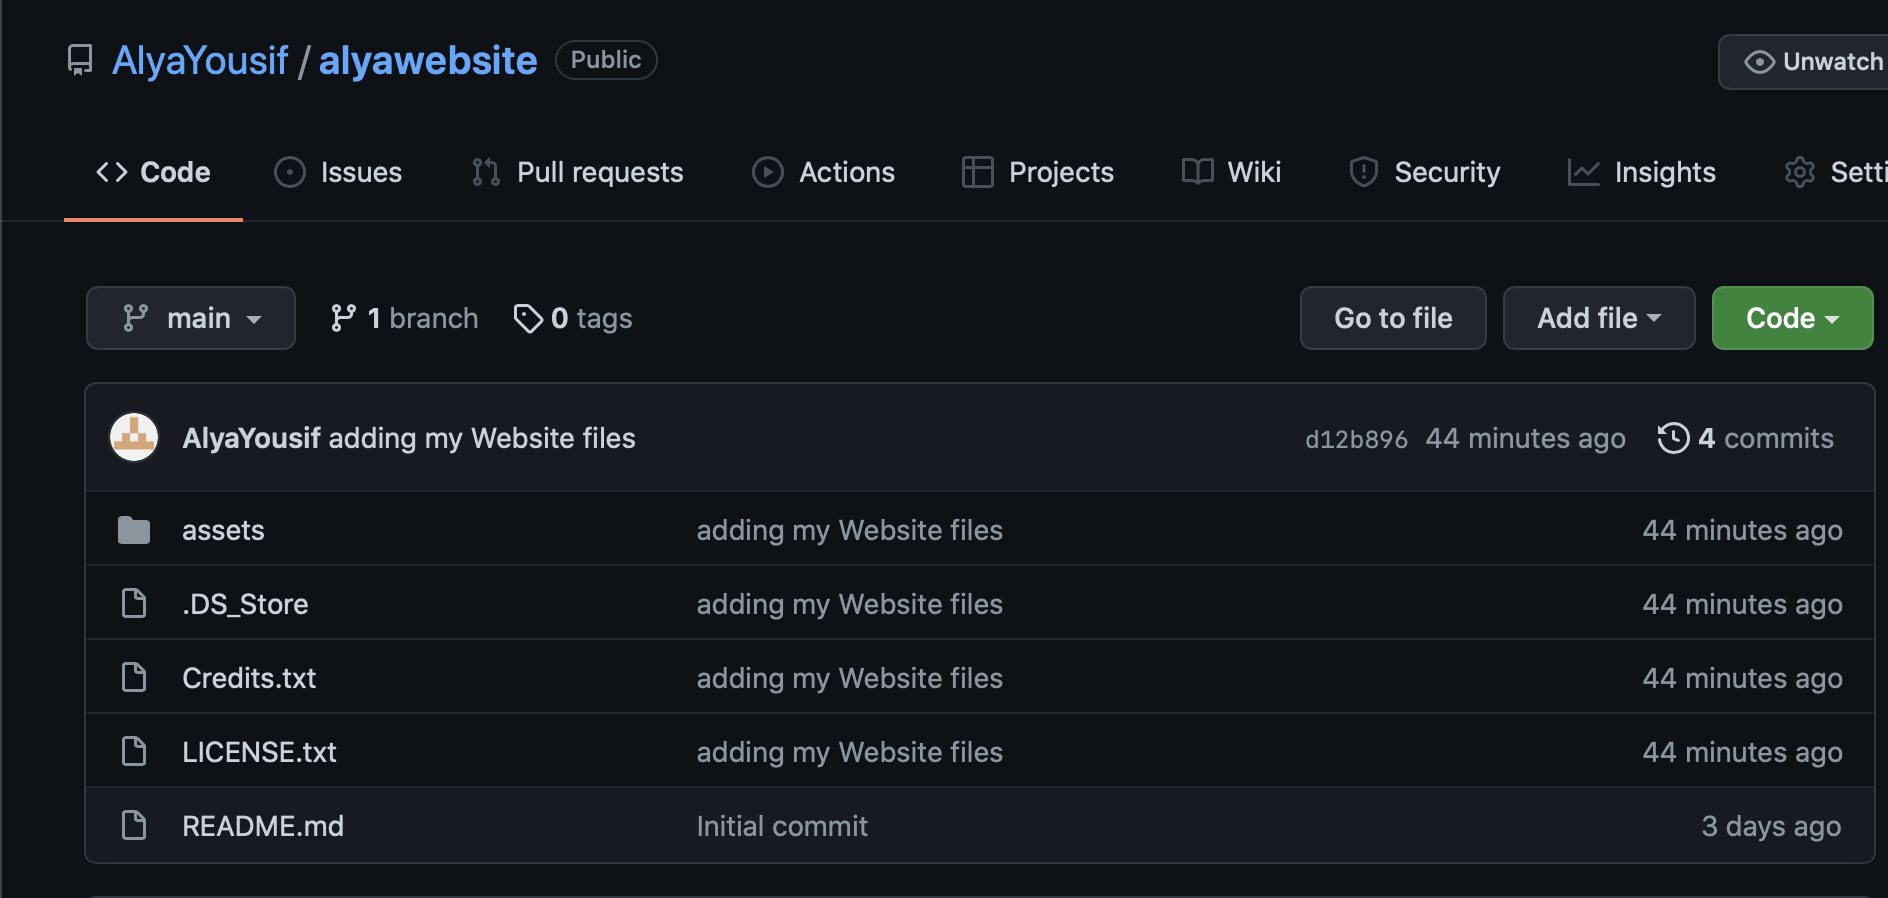 AlyaYousif / alyawebsite Public Unwatch
Code Issues Pull requests Actions Projects Wiki Security Insights Setti
main 1 branch 0 tags Go to file Add file Code
AlyaYousif adding my Website files d12b896 44 minutes ago 4 commits
assets adding my Website files 44 minutes ago
.DS_Store adding my Website files 44 minutes ago
Credits.txt adding my Website files 44 minutes ago
LICENSE.txt adding my Website files 44 minutes ago
README.md Initial commit 3 days ago